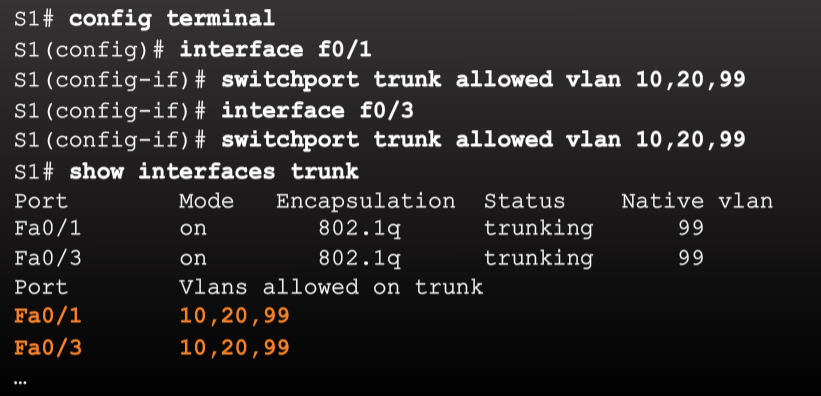 S1# config terminal
S1(config)# interface f0/1
S1(config-if)# switchport trunk allowed vlan 10,20,99
S1(config-if)# interface f0/3
S1(config-if)# switchport trunk allowed vlan 10,20,99
S1# show interfaces trunk
Port Mode Encapsulation Status Native vlan
Fa0/1 on 802.1q trunking 99
Fa0/3 on 802.1q trunking 99
Port Vlans allowed on trunk
Fa0/1 10,20,99
Fa0/3 10,20,99
…